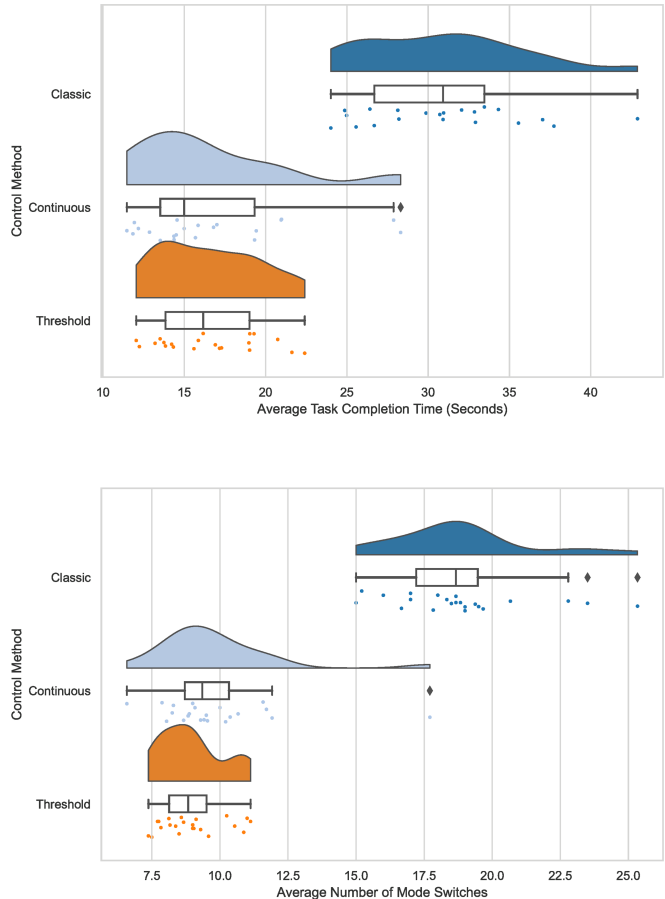 Control Method
Classic
Continuous
Threshold
10 15 20 25 30 35 40
Average Task Completion Time (Seconds)
Control Method
Classic
Continuous
Threshold
7.5 10.0 12.5 15.0 17.5 20.0 22.5 25.0
Average Number of Mode Switches